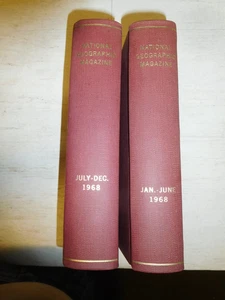 NATIONAL
GEOGRAPHIC
MAGAZINE
JULY-DEC.
1968
NATIONAL
GEOGRAPHIC
MAGAZINE
JAN.-JUNE
1968